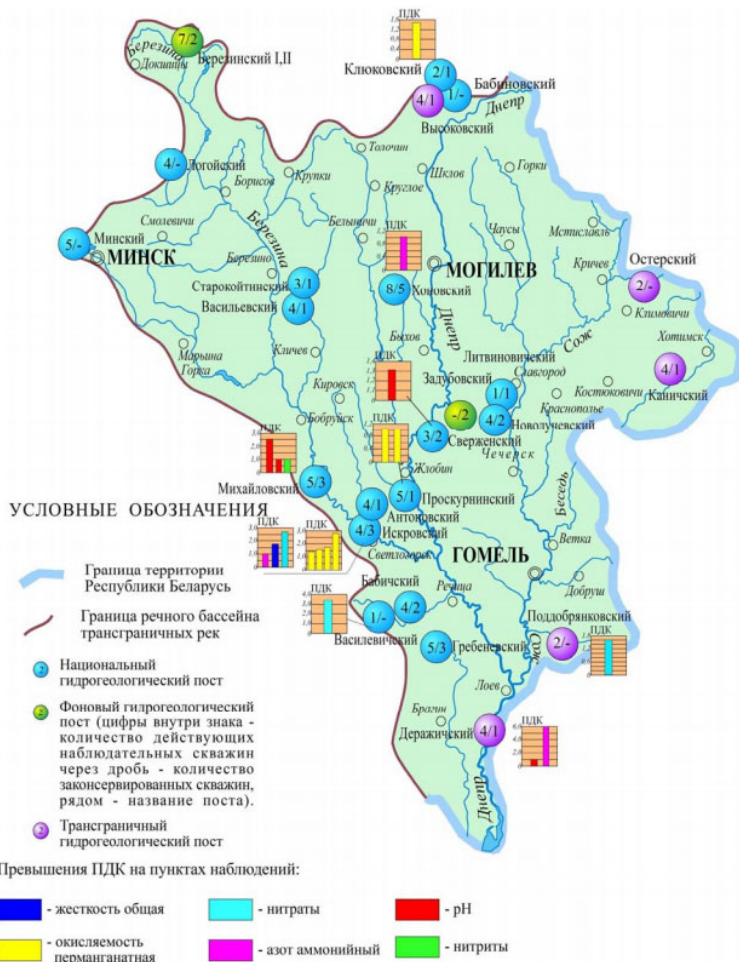 ПДК
7/2
Березина
Березинский I,II
Докшицы
Клюковский
2/1
Бабиновский
1/-
4/1
Днепр
Высоковский
Толочин
4/-
Логойский
Крупки
Шклов
Горки
Борисов
Круглое
Смолевичи
Березина
Белыничи
ПДК
Чаусы
Мстиславль
5/-
Минский
МИНСК
МОГИЛЕВ
Остерский
Березино
Кричев
Старокойтинский
3/1
8/5
Хоновский
2/-
Васильевский
4/1
Днепр
Сож
Климовичи
Хотимск
Марьина
Горка
Кличев
Быхов
Литвиновичский
ПДК
Задубовский
Славгород
4/1
Каничский
Кировск
1/1
Костюковичи
-/2
Краснополье
Бобруйск
ПДК
3/2
Сверженский
4/2
Новолучевский
ПДК
Чечерск
Жлобин
Михайловский
5/3
5/1
Проскурнинский
Беседь
УСЛОВНЫЕ ОБОЗНАЧЕНИЯ
4/1
Антоновский
ПДК
ПДК
4/3
Искровский
Ветка
Светлогорск
ГОМЕЛЬ
Граница территории
Республики Беларусь
Бабичский
Речица
Добруш
ПДК
4/2
Поддобрянковский
Граница речного бассейна
трансграничных рек
1/-
Василевичский
2/-
ПДК
5/3
Гребеневский
Сож
2
Национальный
гидрогеологический пост
Лоев
Брагин
ПДК
2
Фоновый гидрогеологический
пост (цифры внутри знака -
количество действующих
наблюдательных скважин
через дробь - количество
законсервированных скважин,
рядом - название поста).
Деражичский
4/1
Днепр
2
Трансграничный
гидрогеологический пост
Превышения ПДК на пунктах наблюдений:
- жесткость общая
- нитраты
- pH
- окисляемость
перманганатная
- азот аммонийный
- нитриты